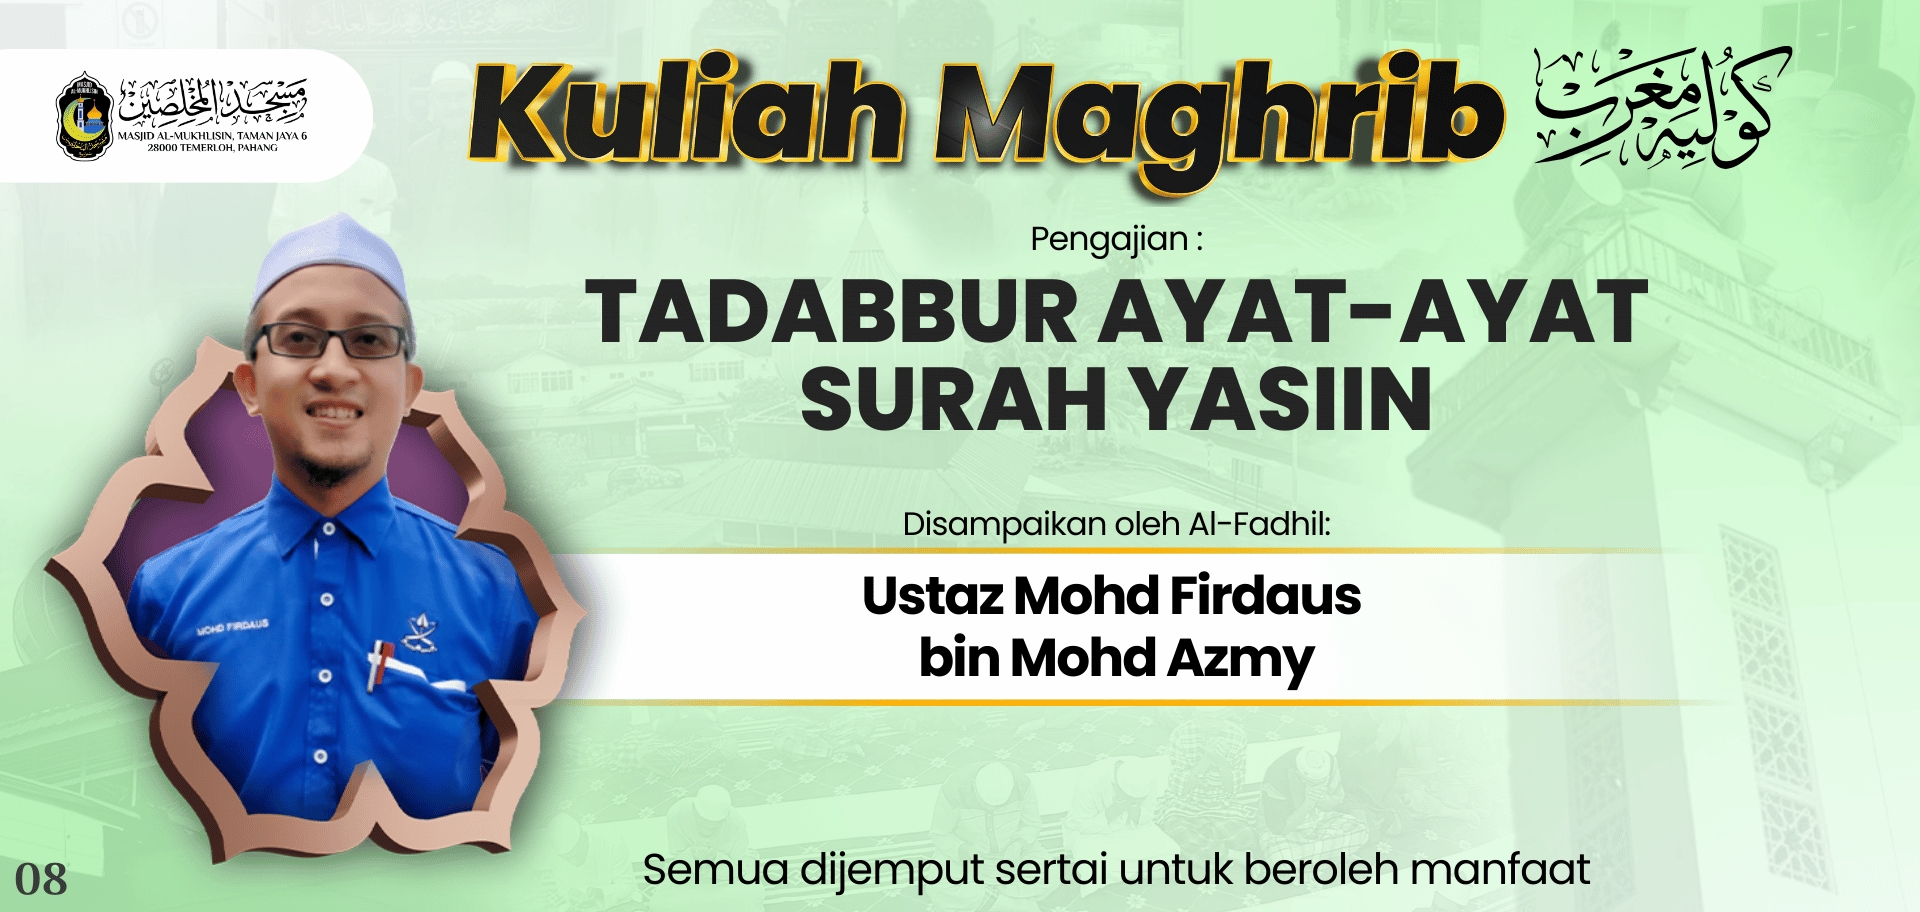 مسجد المخلصين
MASJID AL-MUKHLISIN, TAMAN JAYA 6
28000 TEMERLOH, PAHANG
Kuliah Maghrib
كوليه مغرب
Pengajian :
TADABBUR AYAT-AYAT
SURAH YASIIN
Disampaikan oleh Al-Fadhil:
Ustaz Mohd Firdaus
bin Mohd Azmy
MOHD FIRDAUS
Semua dijemput sertai untuk beroleh manfaat
08